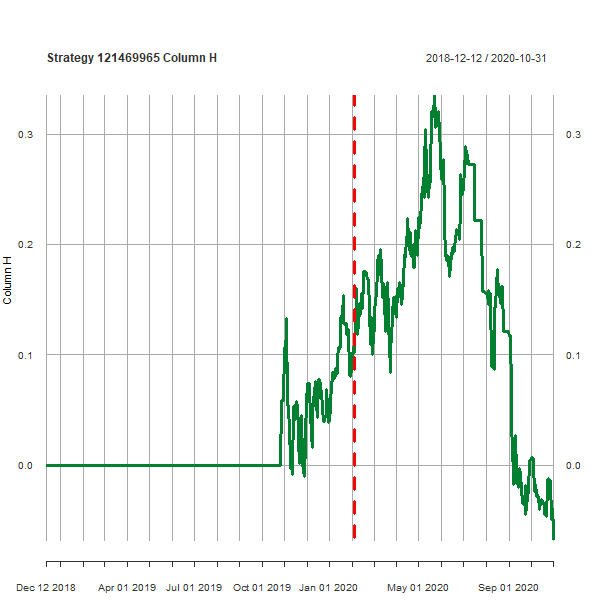 Strategy 121469965 Column H
2018-12-12 / 2020-10-31
0.3 0.3
0.2 0.2
0.1 0.1
0.0 0.0
Column H
Dec 12 2018 Apr 01 2019 Jul 01 2019 Oct 01 2019 Jan 01 2020 May 01 2020 Sep 01 2020